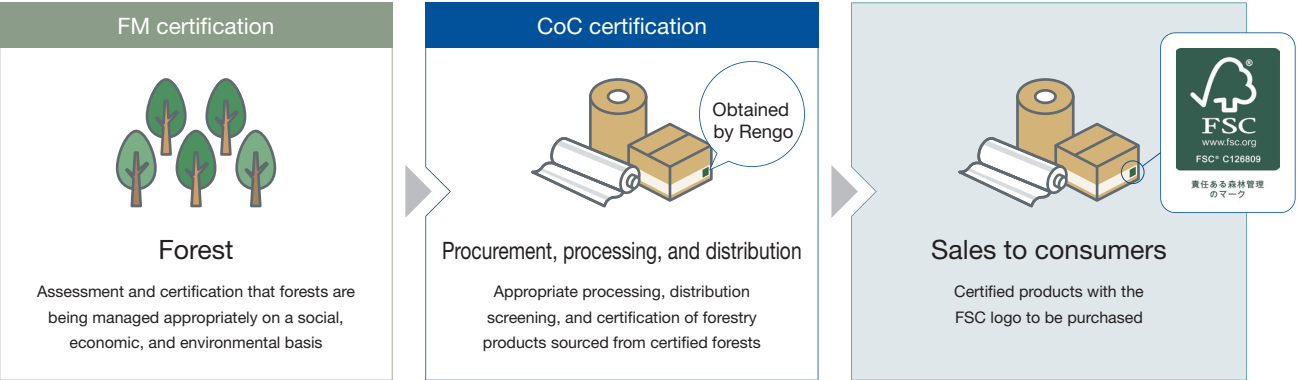 FM certification
Forest
Assessment and certification that forests are
being managed appropriately on a social,
economic, and environmental basis
CoC certification
Obtained
by Rengo
Procurement, processing, and distribution
Appropriate processing, distribution
screening, and certification of forestry
products sourced from certified forests
®
FSC
www.fsc.org
FSC® C126809
責任ある森林管理
のマーク
Sales to consumers
Certified products with the
FSC logo to be purchased